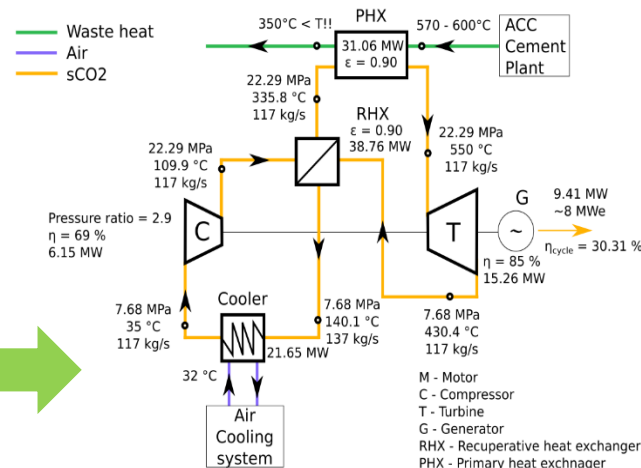 Waste heat
Air
sCO2
350°C < T!!
PHX
31.06 MW
ε = 0.90
570 - 600°C
ACC
Cement
Plant
22.29 MPa
335.8 °C
117 kg/s
RHX
ε = 0.90
38.76 MW
22.29 MPa
109.9 °C
117 kg/s
22.29 MPa
550 °C
117 kg/s
Pressure ratio = 2.9
η = 69 %
6.15 MW
C
T
G
~
9.41 MW
~8 MWe
ηcycle = 30.31 %
η = 85 %
15.26 MW
7.68 MPa
35 °C
117 kg/s
Cooler
21.65 MW
7.68 MPa
140.1 °C
137 kg/s
7.68 MPa
430.4 °C
117 kg/s
32 °C
Air
Cooling
system
M - Motor
C - Compressor
T - Turbine
G - Generator
RHX - Recuperative heat exchanger
PHX - Primary heat exchnager